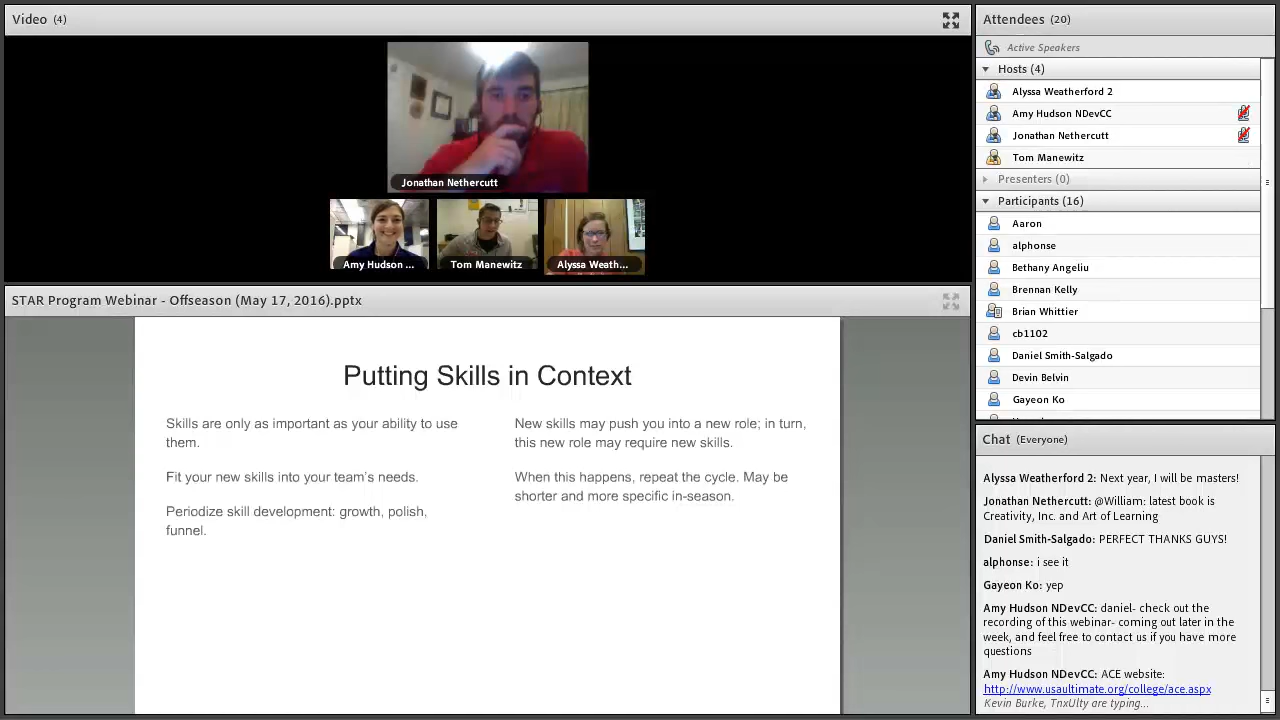 Video (4)
Jonathan Nethercutt
Amy Hudson ...
Tom Manewitz
Alyssa Weath...
STAR Program Webinar - Offseason (May 17, 2016).pptx
Putting Skills in Context
Skills are only as important as your ability to use
them.
Fit your new skills into your team's needs.
Periodize skill development: growth, polish,
funnel.
New skills may push you into a new role; in turn,
this new role may require new skills.
When this happens, repeat the cycle. May be
shorter and more specific in-season.
Attendees (20)
Active Speakers
Hosts (4)
Alyssa Weatherford 2
Amy Hudson NDevCC
Jonathan Nethercutt
Tom Manewitz
Presenters (0)
Participants (16)
Aaron
alphonse
Bethany Angeliu
Brennan Kelly
Brian Whittier
cb1102
Daniel Smith-Salgado
Devin Belvin
Gayeon Ko
Chat (Everyone)
Alyssa Weatherford 2: Next year, I will be masters!
Jonathan Nethercutt: @William: latest book is
Creativity, Inc. and Art of Learning
Daniel Smith-Salgado: PERFECT THANKS GUYS!
alphonse: i see it
Gayeon Ko: yep
Amy Hudson NDevCC: daniel- check out the
recording of this webinar- coming out later in the
week, and feel free to contact us if you have more
questions
Amy Hudson NDevCC: ACE website:
http://www.usaultimate.org/college/ace.aspx
Kevin Burke, TnxUlty are typing...